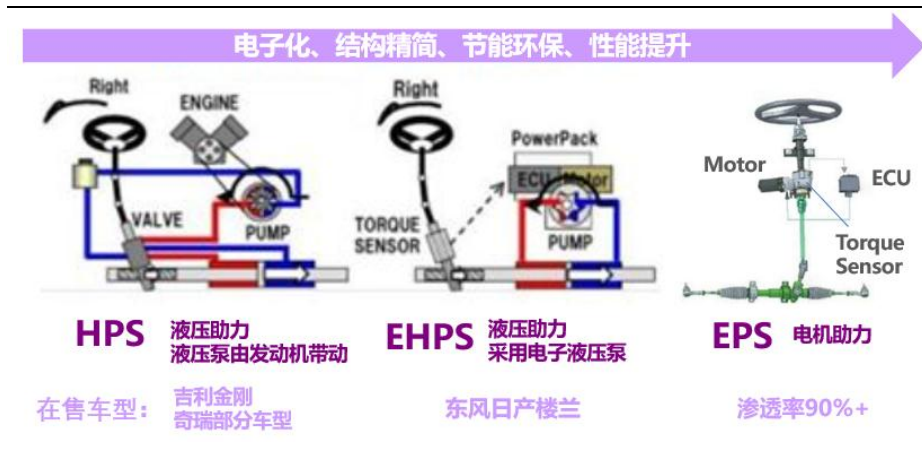 电子化、结构精简、节能环保、性能提升
Right
ENGINE
VALVE
PUMP
Right
PowerPack
ECU Motor
TORQUE
SENSOR
PUMP
Motor
ECU
Torque
Sensor
HPS
液压助力
液压泵由发动机带动
EHPS
液压助力
采用电子液压泵
EPS
电机助力
在售车型：
吉利金刚
奇瑞部分车型
东风日产楼兰
渗透率90%+